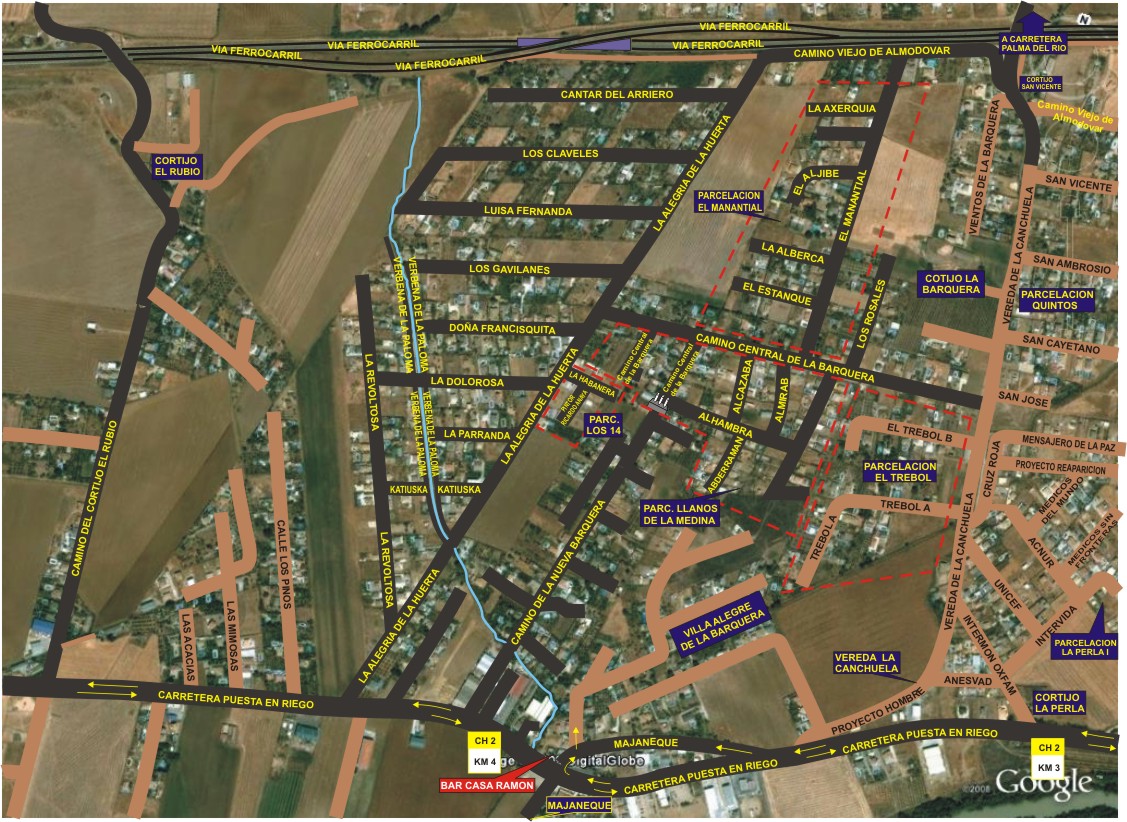 VIA FERROCARRIL
VIA FERROCARRIL
VIA FERROCARRIL
VIA FERROCARRIL
VIA FERROCARRIL
VIA FERROCARRIL
CAMINO VIEJO DE ALMODOVAR
N
A CARRETERA
PALMA DEL RIO
CORTIJO
SAN VICENTE
Camino Viejo de
Almodovar
CANTAR DEL ARRIERO
LA AXERQUIA
LOS CLAVELES
CORTIJO
EL RUBIO
EL ALJIBE
PARCELACION
EL MANANTIAL
EL MANANTIAL
LA ALEGRIA DE LA HUERTA
VIENTOS DE LA BARQUERA
SAN VICENTE
VEREDA DE LA CANCHUELA
LUISA FERNANDA
LA ALBERCA
LOS GAVILANES
EL ESTANQUE
SAN AMBROSIO
COTIJO LA
BARQUERA
PARCELACION
QUINTOS
LOS ROSALES
VERBENA DE LA PALOMA
VERBENA DE LA PALOMA
DOÑA FRANCISQUITA
CAMINO CENTRAL DE LA BARQUERA
SAN CAYETANO
Camino Central
de la Barquera
Camino Central
de la Barquera
LA REVOLTOSA
LA DOLOROSA
LA HABANERA
ALCAZABA
ALMIRAB
SAN JOSE
VERBENA DE LA PALOMA
VERBENA DE LA PALOMA
LA ALEGRIA DE LA HUERTA
PARC.
LOS 14
ALHAMBRA
EL TREBOL B
LA PARRANDA
CRUZ ROJA
MENSAJERO DE LA PAZ
PROYECTO REAPARICION
PARCELACION
EL TREBOL
ABDERRAMAN
KATIUSKA
KATIUSKA
MEDICOS
DEL MUNDO
PARC. LLANOS
DE LA MEDINA
TREBOL A
TREBOL A
MEDICOS SIN
FRONTERAS
ACNUR
CAMINO DEL CORTIJO EL RUBIO
CALLE LOS PINOS
LA REVOLTOSA
CAMINO DE LA NUEVA BARQUERA
VEREDA DE LA CANCHUELA
UNICEF
INTERVIDA
LAS ACACIAS
LAS MIMOSAS
LA ALEGRIA DE LA HUERTA
VILLA ALEGRE
DE LA BARQUERA
INTERMON OXFAM
PARCELACION
LA PERLA I
VEREDA LA
CANCHUELA
ANESVAD
CARRETERA PUESTA EN RIEGO
PROYECTO HOMBRE
CORTIJO
LA PERLA
CH 2
KM 4
MAJANEQUE
CARRETERA PUESTA EN RIEGO
CH 2
KM 3
DigitalGlobe
CARRETERA PUESTA EN RIEGO
BAR CASA RAMON
MAJANEQUE
©2008 Google